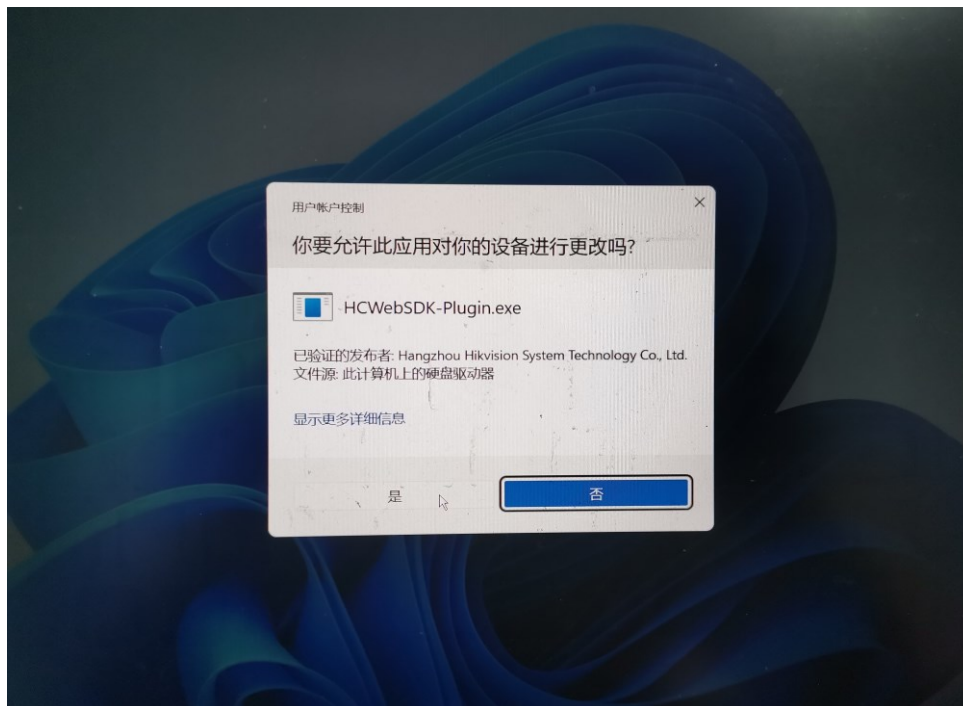 用户帐户控制
你要允许此应用对你的设备进行更改吗?
HCWebSDK-Plugin.exe
已验证的发布者: Hangzhou Hikvision System Technology Co., Ltd.
文件源: 此计算机上的硬盘驱动器
显示更多详细信息
是
否